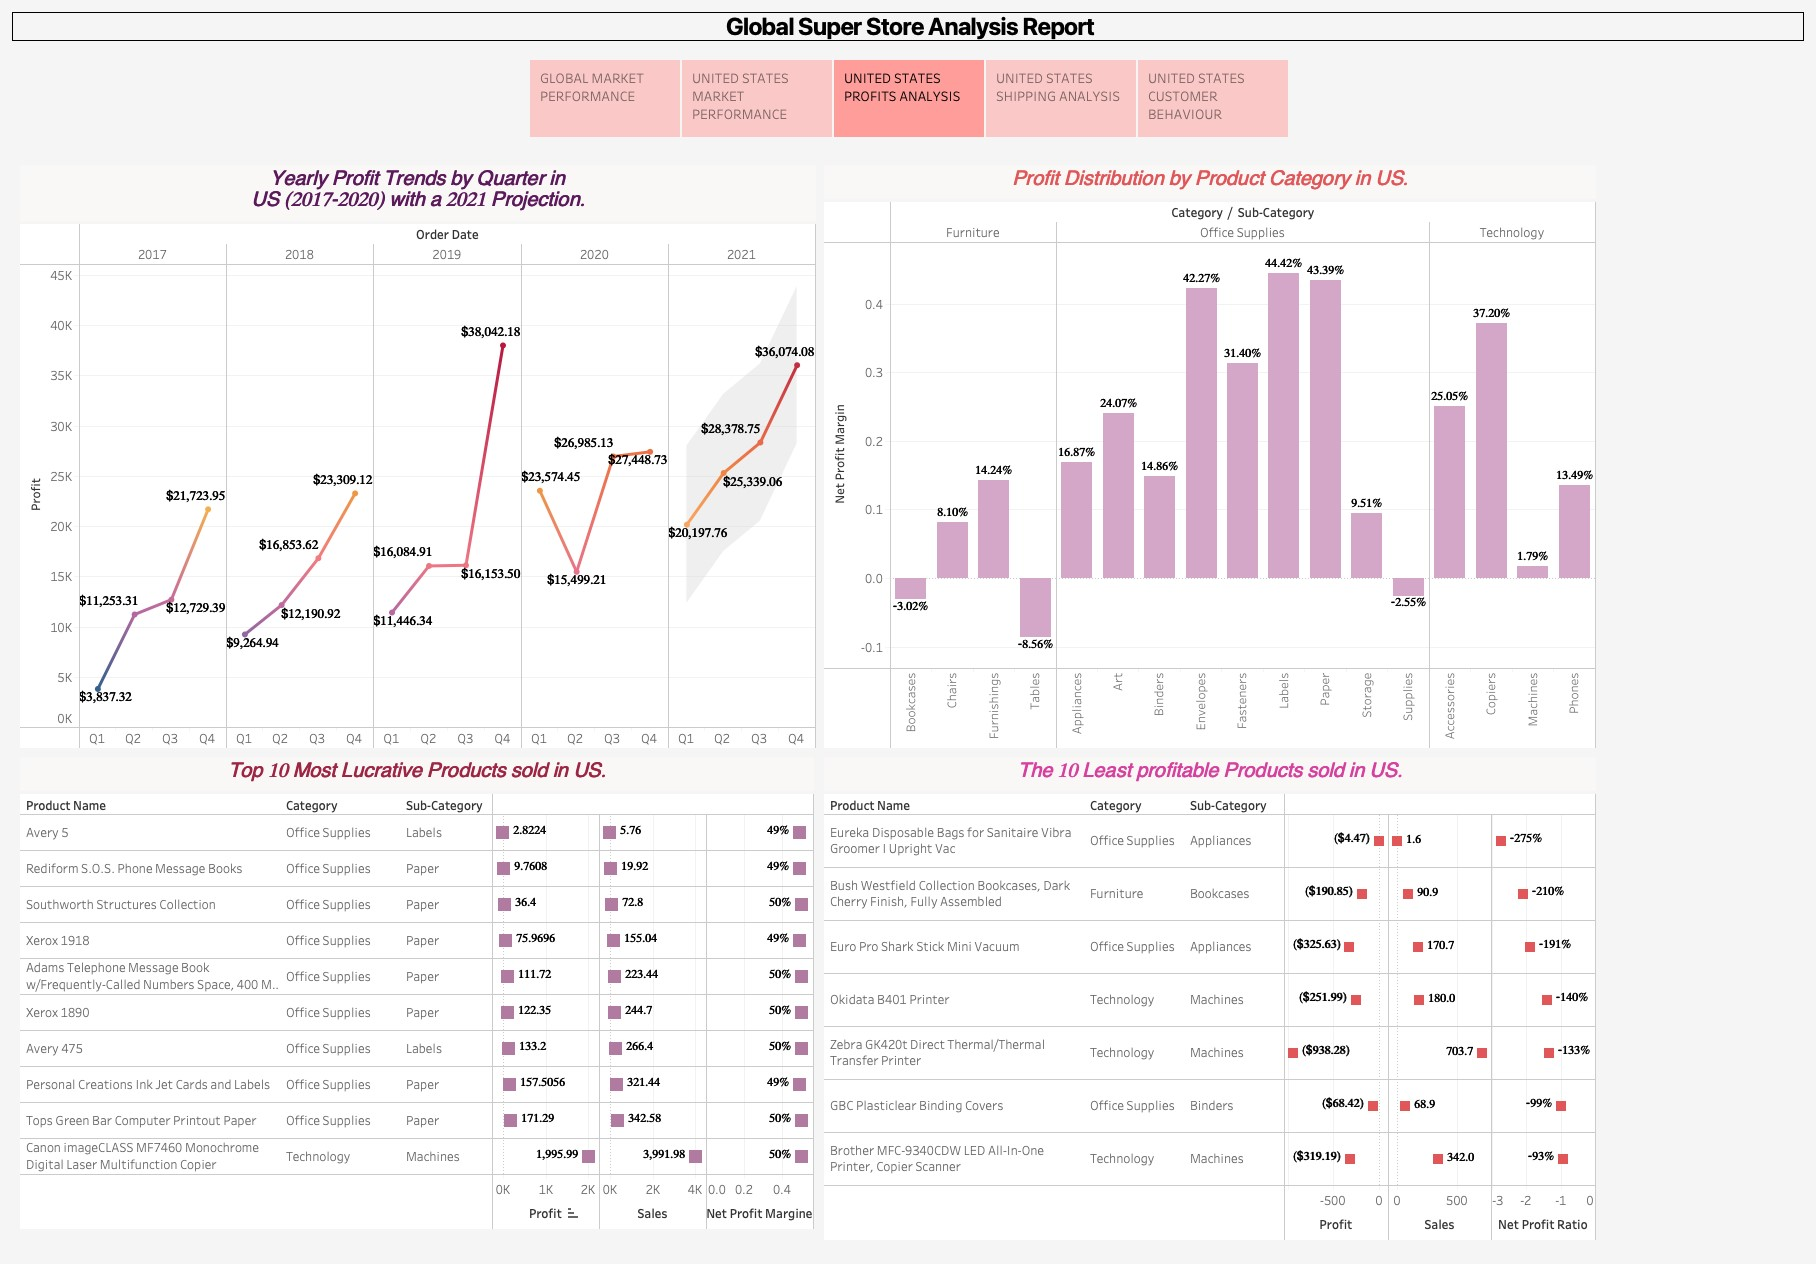 Global Super Store Analysis Report
GLOBAL MARKET
PERFORMANCE
UNITED STATES
MARKET
PERFORMANCE
UNITED STATES
PROFITS ANALYSIS
UNITED STATES
SHIPPING ANALYSIS
UNITED STATES
CUSTOMER
BEHAVIOUR
Yearly Profit Trends by Quarter in
US (2017-2020) with a 2021 Projection.
Order Date
2017 2018 2019 2020 2021
Profit
45K
40K
35K
30K
25K
20K
15K
10K
5K
0K
$3,837.32
$11,253.31
$12,729.39
$21,723.95
$9,264.94
$12,190.92
$16,853.62
$23,309.12
$11,446.34
$16,084.91
$16,153.50
$38,042.18
$23,574.45
$15,499.21
$26,985.13
$27,448.73
$20,197.76
$25,339.06
$28,378.75
$36,074.08
Q1 Q2 Q3 Q4 Q1 Q2 Q3 Q4 Q1 Q2 Q3 Q4 Q1 Q2 Q3 Q4 Q1 Q2 Q3 Q4
Profit Distribution by Product Category in US.
Category / Sub-Category
Furniture Office Supplies Technology
Net Profit Margin
0.4
0.3
0.2
0.1
0.0
-0.1
-3.02%
8.10%
14.24%
-8.56%
16.87%
24.07%
14.86%
42.27%
31.40%
44.42%
43.39%
9.51%
-2.55%
25.05%
37.20%
1.79%
13.49%
Bookcases
Chairs
Furnishings
Tables
Appliances
Art
Binders
Envelopes
Fasteners
Labels
Paper
Storage
Supplies
Accessories
Copiers
Machines
Phones
Top 10 Most Lucrative Products sold in US.
Product Name Category Sub-Category
Avery 5 Office Supplies Labels 2.8224 5.76 49%
Rediform S.O.S. Phone Message Books Office Supplies Paper 9.7608 19.92 49%
Southworth Structures Collection Office Supplies Paper 36.4 72.8 50%
Xerox 1918 Office Supplies Paper 75.9696 155.04 49%
Adams Telephone Message Book
w/Frequently-Called Numbers Space, 400 M.. Office Supplies Paper 111.72 223.44 50%
Xerox 1890 Office Supplies Paper 122.35 244.7 50%
Avery 475 Office Supplies Labels 133.2 266.4 50%
Personal Creations Ink Jet Cards and Labels Office Supplies Paper 157.5056 321.44 49%
Tops Green Bar Computer Printout Paper Office Supplies Paper 171.29 342.58 50%
Canon imageCLASS MF7460 Monochrome
Digital Laser Multifunction Copier Technology Machines 1,995.99 3,991.98 50%
0K 1K 2K 0K 2K 4K 0.0 0.2 0.4
Profit Sales Net Profit Margine
The 10 Least profitable Products sold in US.
Product Name Category Sub-Category
Eureka Disposable Bags for Sanitaire Vibra
Groomer I Upright Vac Office Supplies Appliances ($4.47) 1.6 -275%
Bush Westfield Collection Bookcases, Dark
Cherry Finish, Fully Assembled Furniture Bookcases ($190.85) 90.9 -210%
Euro Pro Shark Stick Mini Vacuum Office Supplies Appliances ($325.63) 170.7 -191%
Okidata B401 Printer Technology Machines ($251.99) 180.0 -140%
Zebra GK420t Direct Thermal/Thermal
Transfer Printer Technology Machines ($938.28) 703.7 -133%
GBC Plasticlear Binding Covers Office Supplies Binders ($68.42) 68.9 -99%
Brother MFC-9340CDW LED All-In-One
Printer, Copier Scanner Technology Machines ($319.19) 342.0 -93%
-500 0 0 500 -3 -2 -1 0
Profit Sales Net Profit Ratio